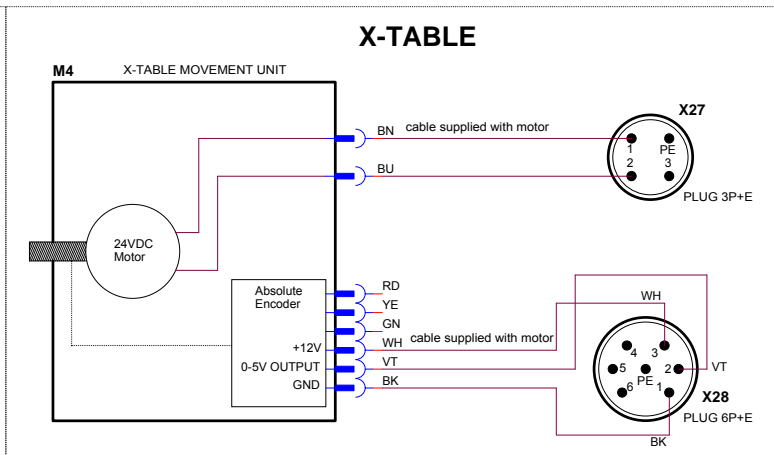 X-TABLE
M4 X-TABLE MOVEMENT UNIT
X27
BN cable supplied with motor
1 PE
2 3
BU
PLUG 3P+E
24VDC
Motor
Absolute
Encoder
RD
YE
GN
WH
+12V WH cable supplied with motor
4 3
0-5V OUTPUT VT
5 2 VT
PE
GND BK
6 1
X28
PLUG 6P+E
BK